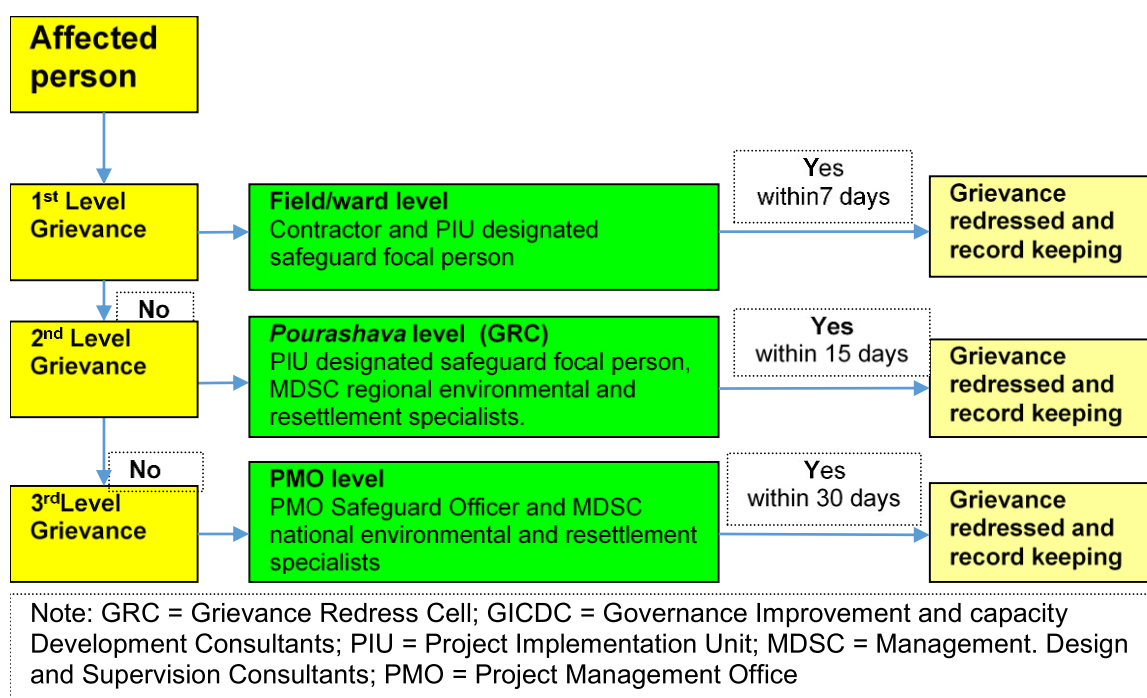 Affected
person
1st Level
Grievance
Field/ward level
Contractor and PIU designated
safeguard focal person
Yes
within7 days
Grievance
redressed and
record keeping
No
2nd Level
Grievance
Pourashava level (GRC)
PIU designated safeguard focal person,
MDSC regional environmental and
resettlement specialists.
Yes
within 15 days
Grievance
redressed and
record keeping
No
3rdLevel
Grievance
PMO level
PMO Safeguard Officer and MDSC
national environmental and resettlement
specialists
Yes
within 30 days
Grievance
redressed and
record keeping
Note: GRC = Grievance Redress Cell; GICDC = Governance Improvement and capacity
Development Consultants; PIU = Project Implementation Unit; MDSC = Management. Design
and Supervision Consultants; PMO = Project Management Office